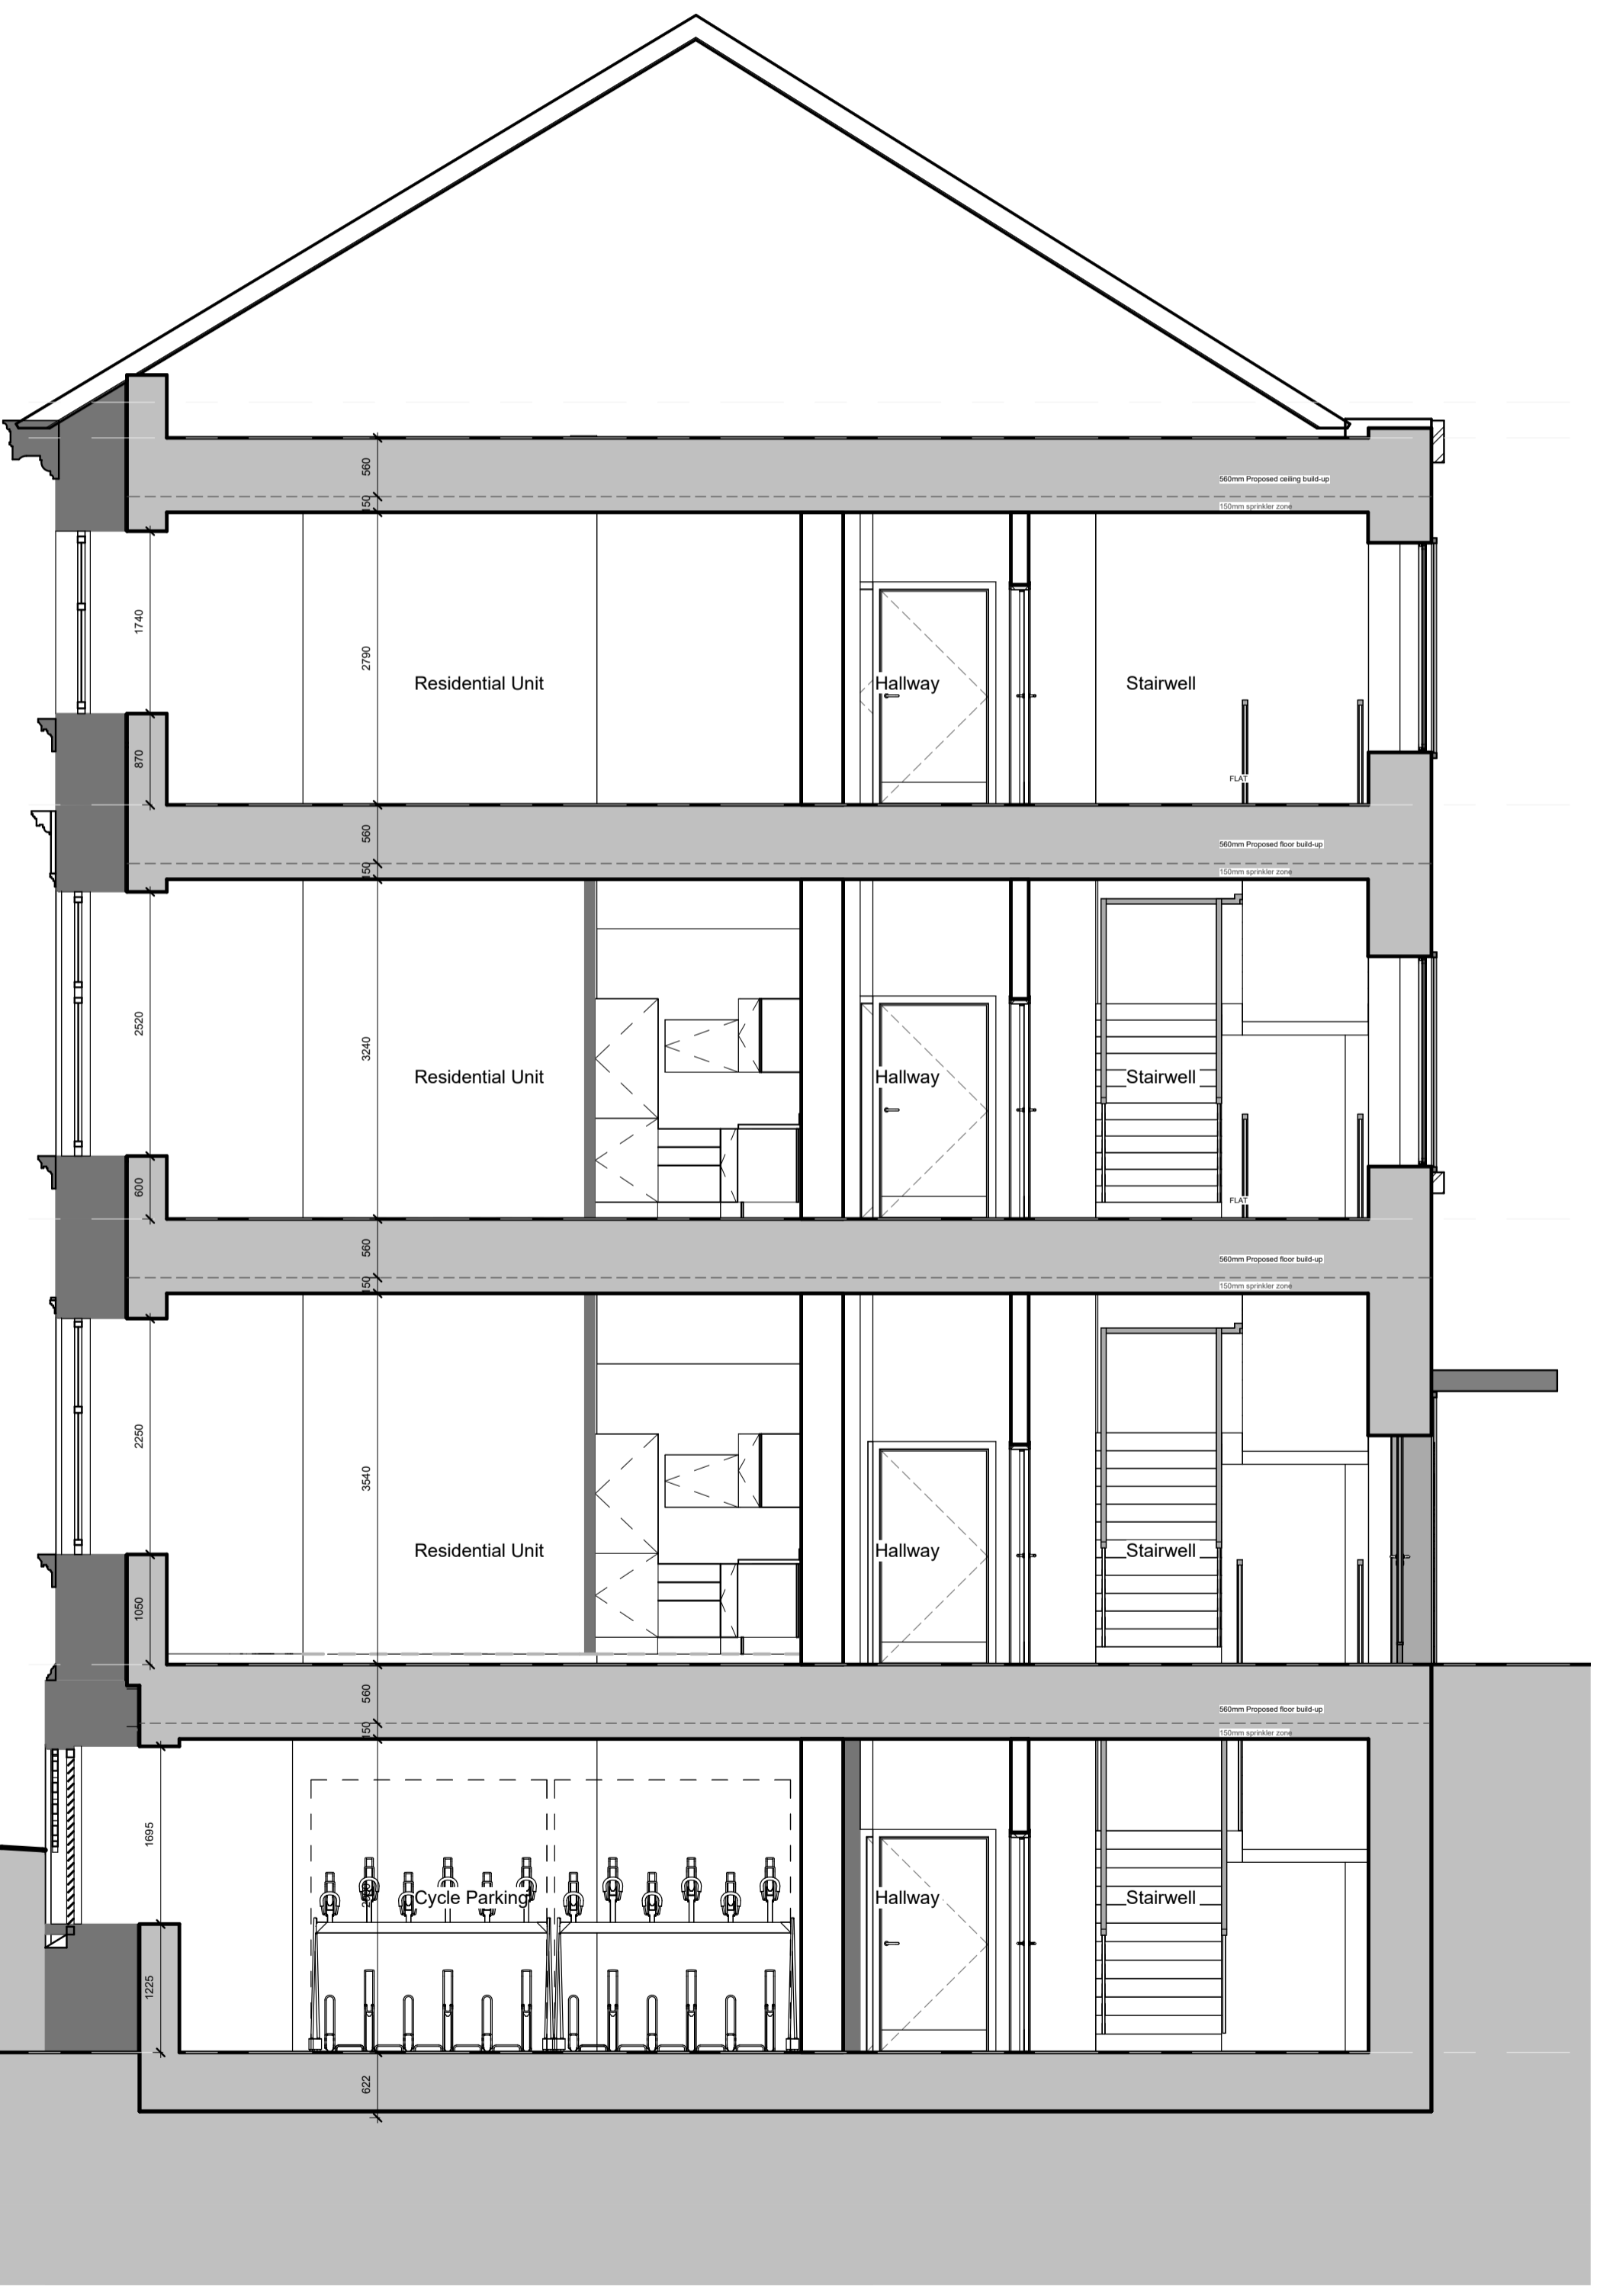 560
560mm Proposed ceiling build-up
150
150mm sprinkler zone
1740
2790
Residential Unit
Hallway
Stairwell
870
FLAT
560
560mm Proposed floor build-up
150
150mm sprinkler zone
2520
3240
Residential Unit
Hallway
Stairwell
600
FLAT
560
560mm Proposed floor build-up
150
150mm sprinkler zone
2250
3540
Residential Unit
Hallway
Stairwell
1050
560
560mm Proposed floor build-up
150
150mm sprinkler zone
1695
Cycle Parking
Hallway
Stairwell
1225
622